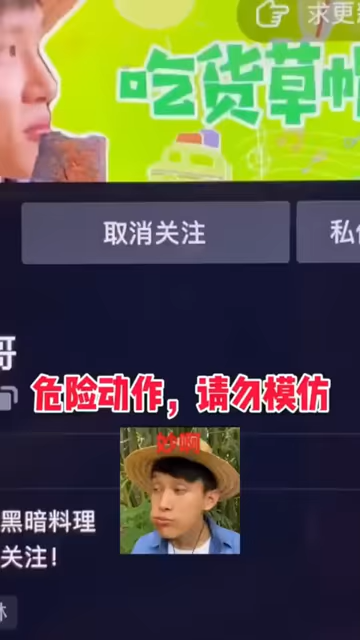 求更
吃货草帽
取消关注
私信
哥
危险动作，请勿模仿
好啊
黑暗料理
关注！